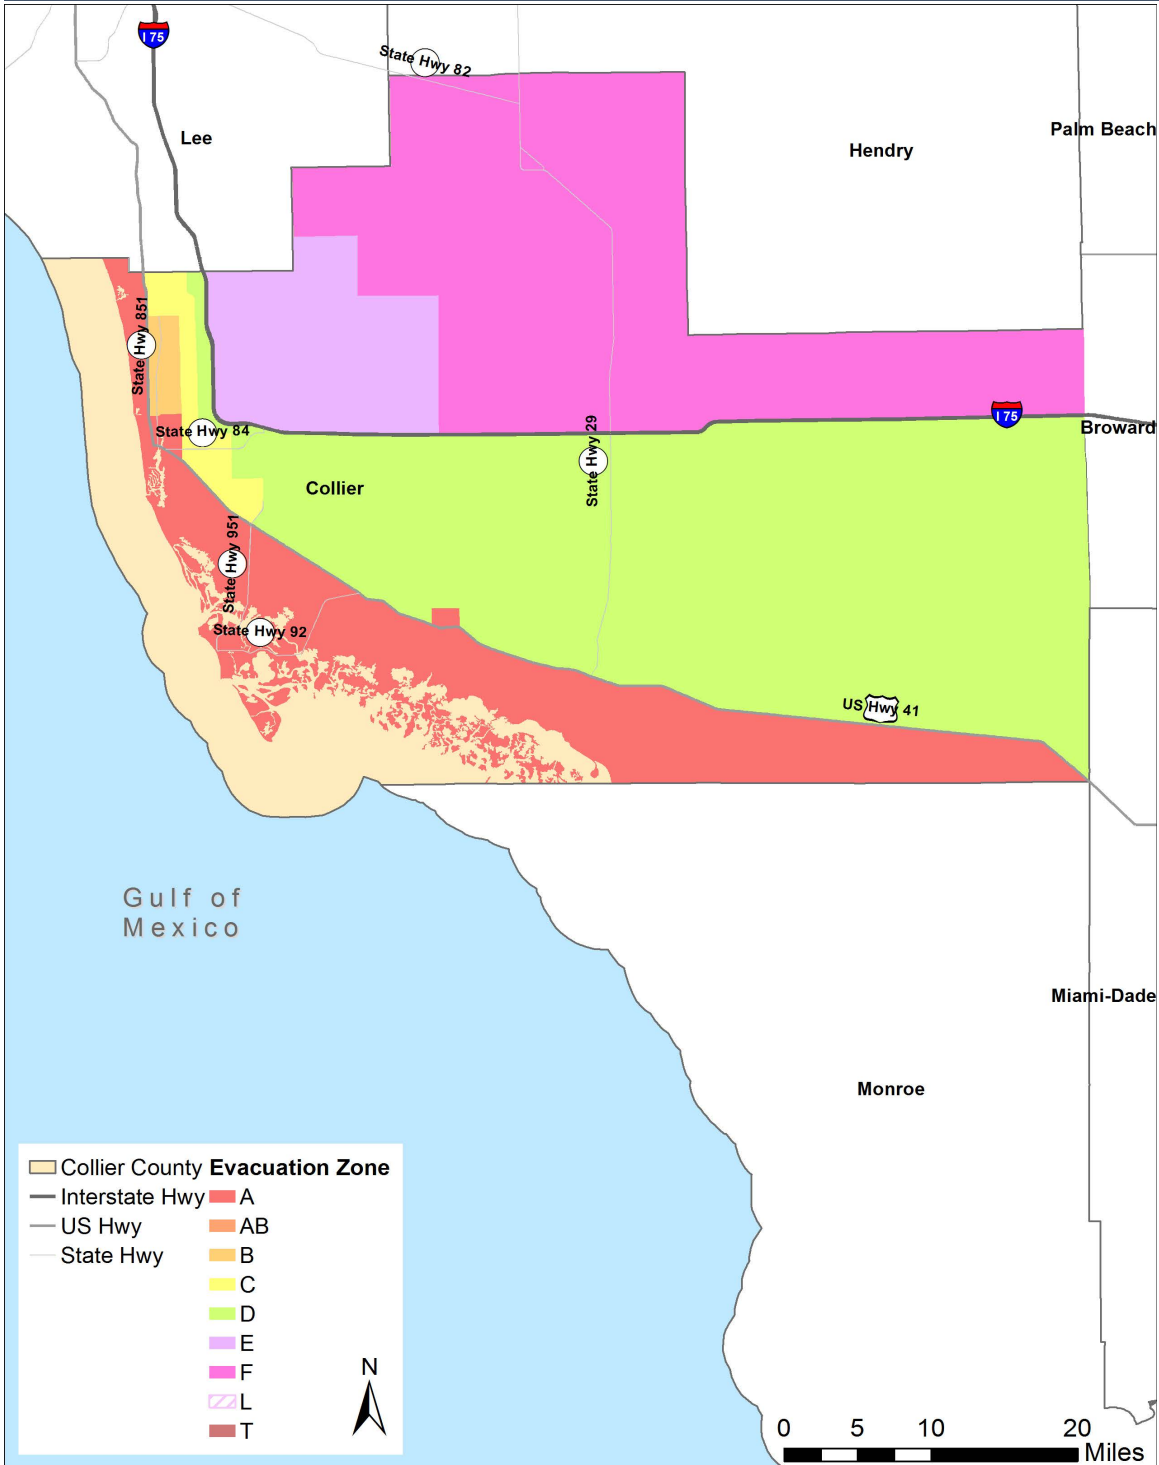 I 75
State Hwy 82
Palm Beach
Lee
Hendry
State Hwy 851
I 75
State Hwy 84
Broward
State Hwy 29
Collier
State Hwy 951
State Hwy 92
US Hwy 41
Gulf of
Mexico
Miami-Dade
Monroe
Collier County
Interstate Hwy
US Hwy
State Hwy
Evacuation Zone
A
AB
B
C
D
E
F
L
T
N
0 5 10 20
Miles